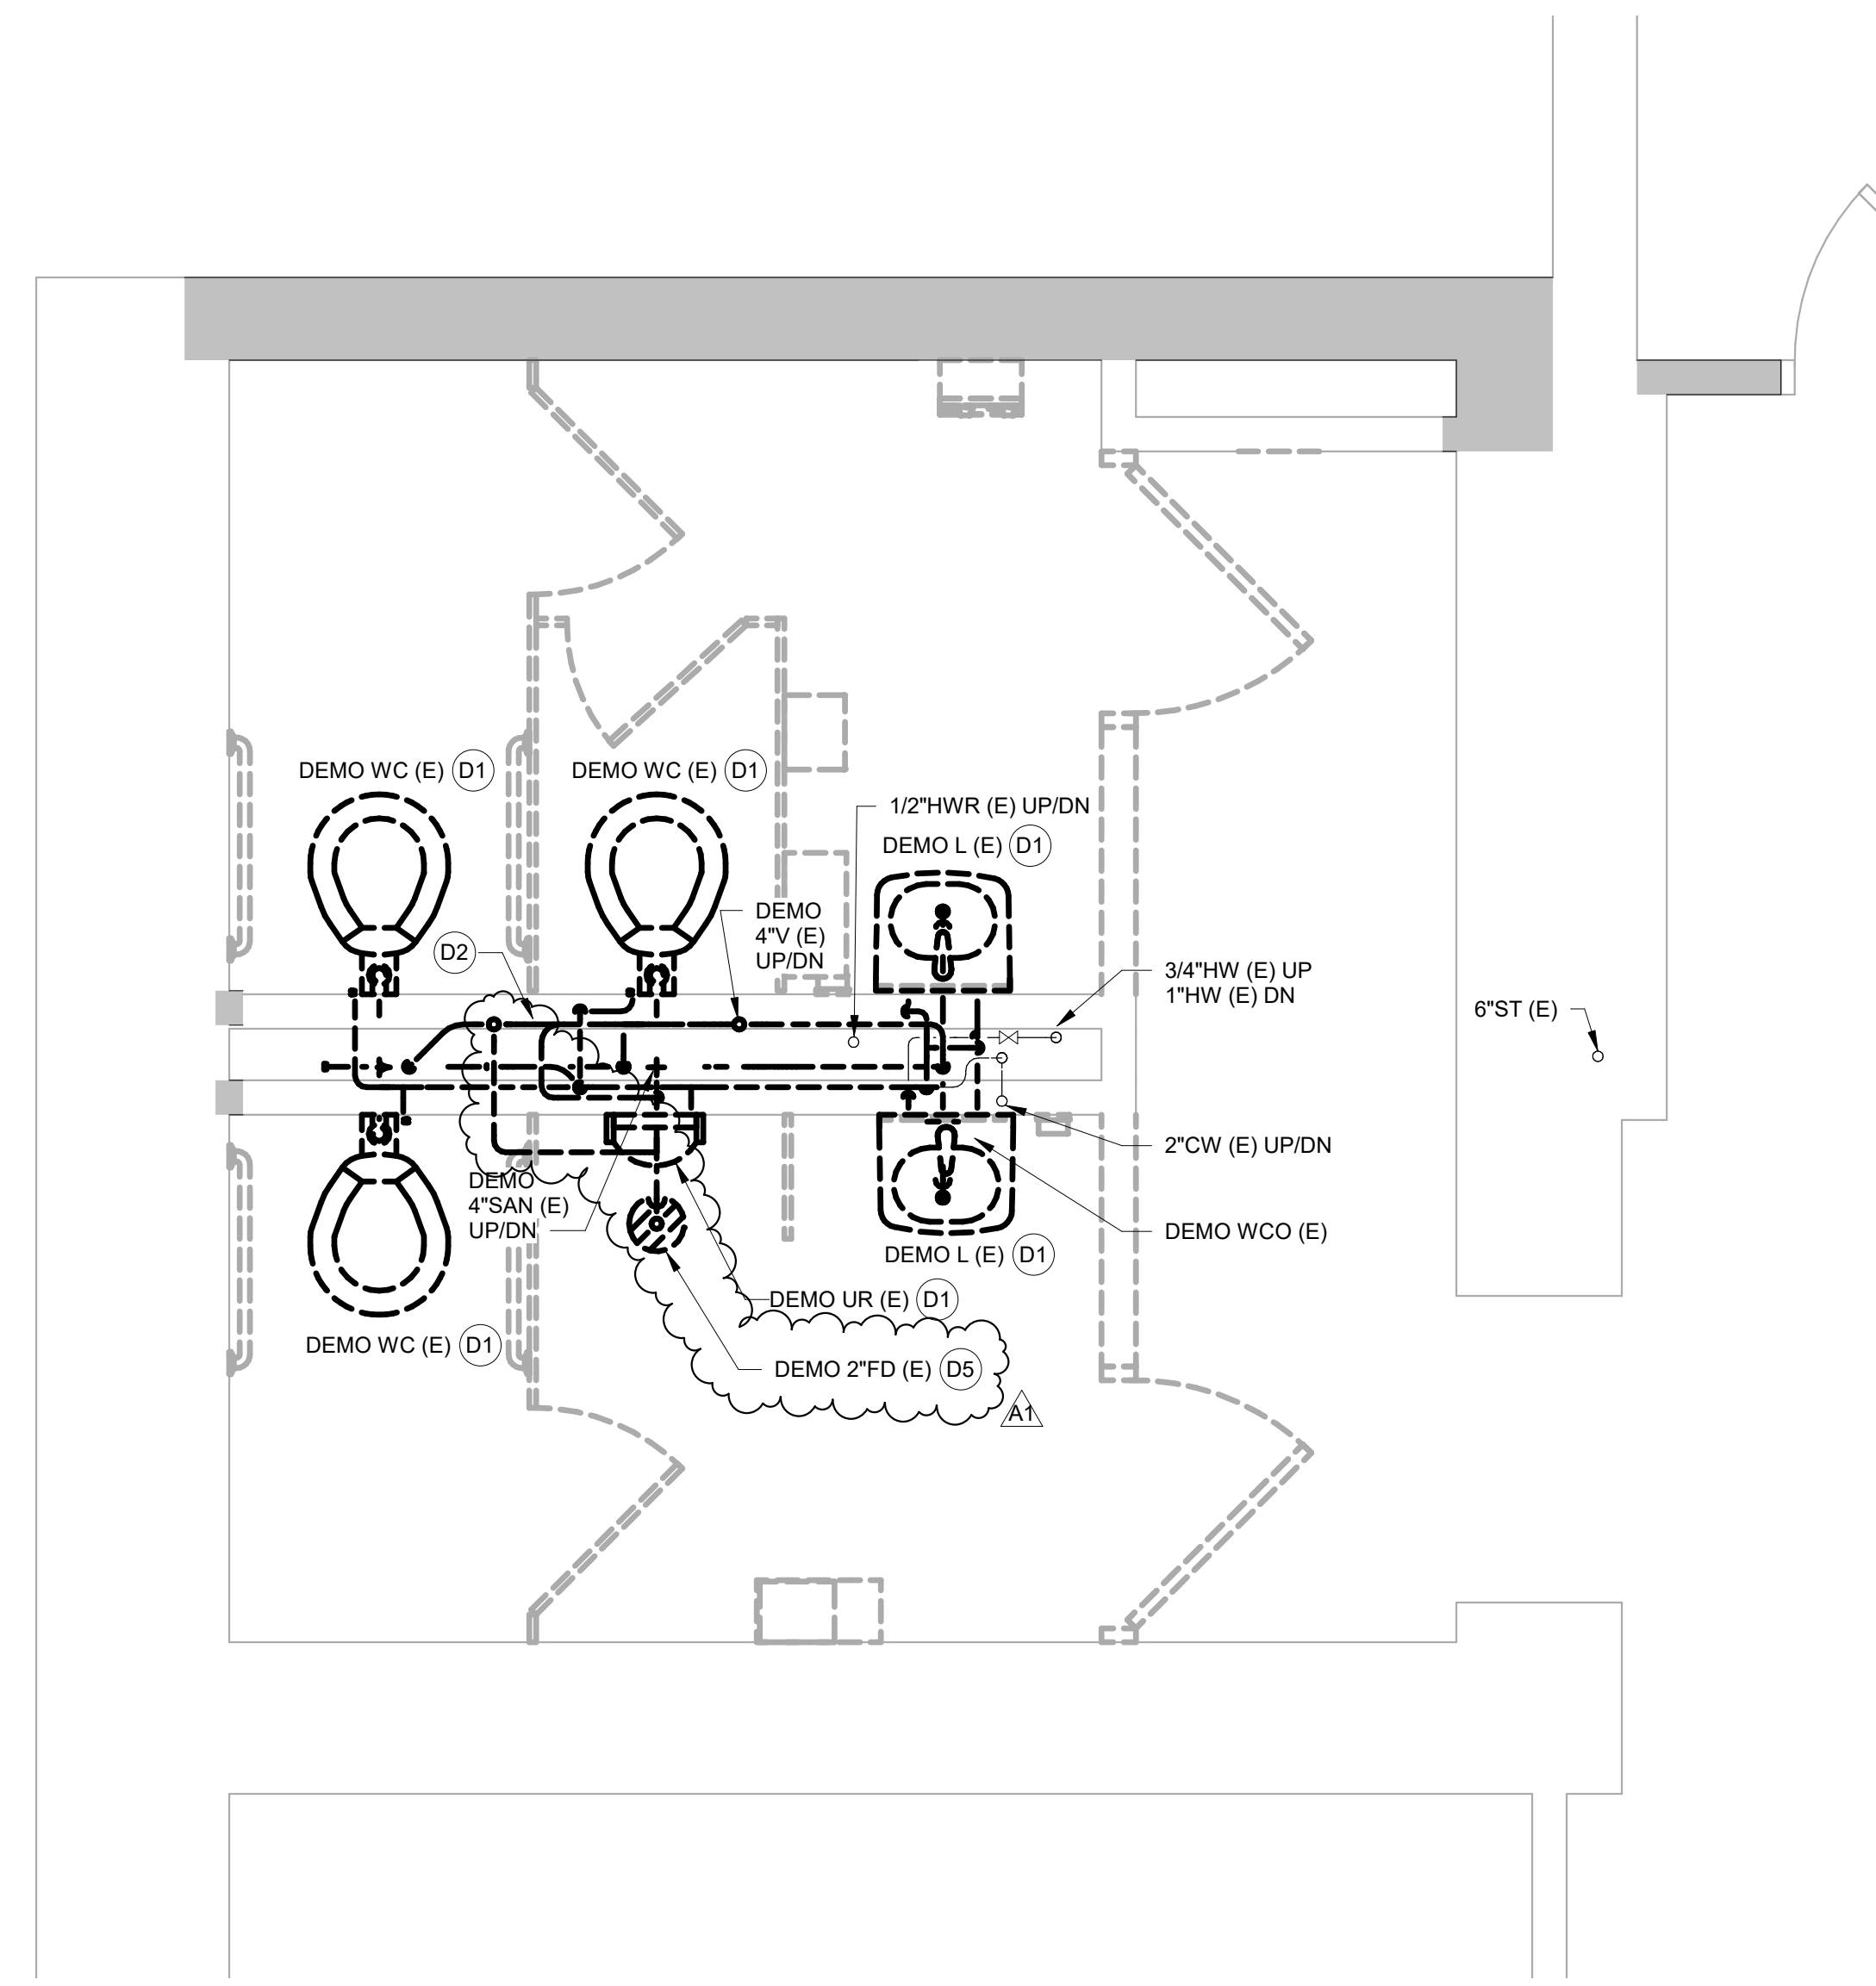 DEMO WC (E) D1
DEMO WC (E) D1
1/2"HWR (E) UP/DN
DEMO L (E) D1
DEMO
4"V (E)
UP/DN
D2
3/4"HW (E) UP
1"HW (E) DN
6"ST (E)
2"CW (E) UP/DN
DEMO
4"SAN (E)
UP/DN
DEMO WCO (E)
DEMO L (E) D1
DEMO UR (E) D1
DEMO WC (E) D1
DEMO 2"FD (E) D5
A1